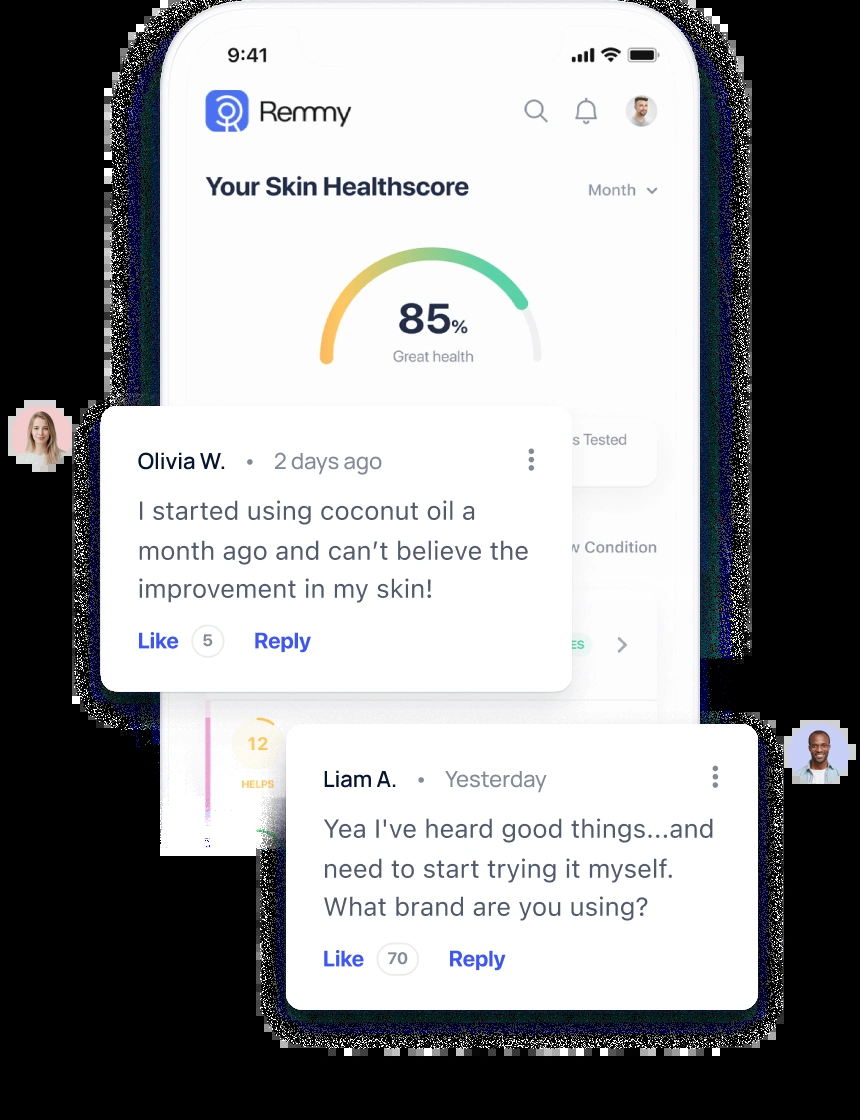 9:41
Remmy
Your Skin Healthscore
Month
85%
Great health
Tested
Olivia W. • 2 days ago
I started using coconut oil a
month ago and can’t believe the
improvement in my skin!
Like 5 Reply
Condition
12
HELPS
Liam A. • Yesterday
Yea I've heard good things...and
need to start trying it myself.
What brand are you using?
Like 70 Reply